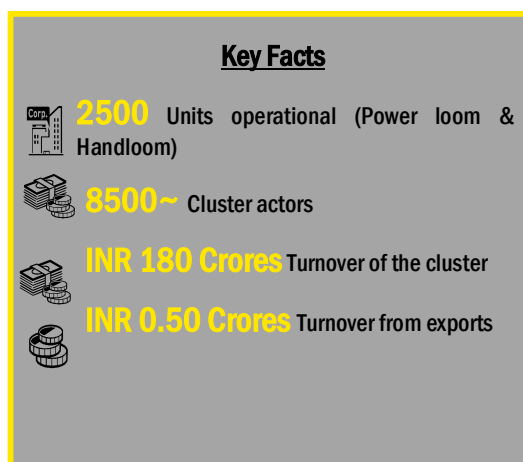 Key Facts
Corp.
2500 Units operational (Power loom &
Handloom)
8500~ Cluster actors
INR 180 Crores Turnover of the cluster
INR 0.50 Crores Turnover from exports